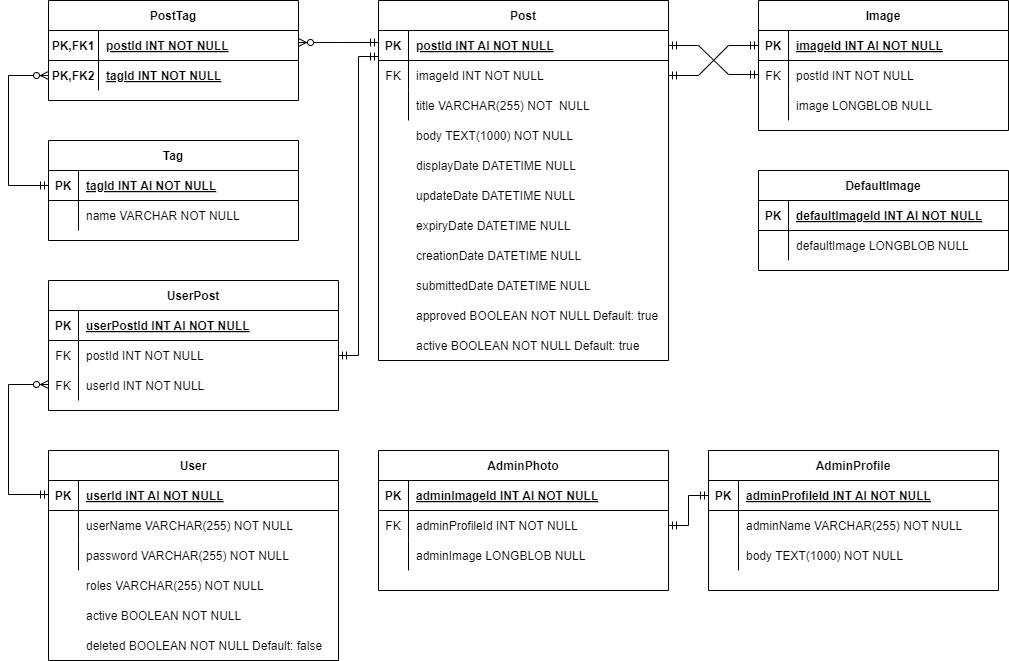 PostTag
PK,FK1 postId INT NOT NULL
PK,FK2 tagId INT NOT NULL
Tag
PK tagId INT AI NOT NULL
name VARCHAR NOT NULL
UserPost
PK userPostId INT AI NOT NULL
FK postId INT NOT NULL
FK userId INT NOT NULL
User
PK userId INT AI NOT NULL
userName VARCHAR(255) NOT NULL
password VARCHAR(255) NOT NULL
roles VARCHAR(255) NOT NULL
active BOOLEAN NOT NULL
deleted BOOLEAN NOT NULL Default: false
Post
PK postId INT AI NOT NULL
FK imageId INT NOT NULL
title VARCHAR(255) NOT NULL
body TEXT(1000) NOT NULL
displayDate DATETIME NULL
updateDate DATETIME NULL
expiryDate DATETIME NULL
creationDate DATETIME NULL
submittedDate DATETIME NULL
approved BOOLEAN NOT NULL Default: true
active BOOLEAN NOT NULL Default: true
Image
PK imageId INT AI NOT NULL
FK postId INT NOT NULL
image LONGBLOB NULL
DefaultImage
PK defaultImageId INT AI NOT NULL
defaultImage LONGBLOB NULL
AdminPhoto
PK adminImageId INT AI NOT NULL
FK adminProfileId INT NOT NULL
adminImage LONGBLOB NULL
AdminProfile
PK adminProfileId INT AI NOT NULL
adminName VARCHAR(255) NOT NULL
body TEXT(1000) NOT NULL